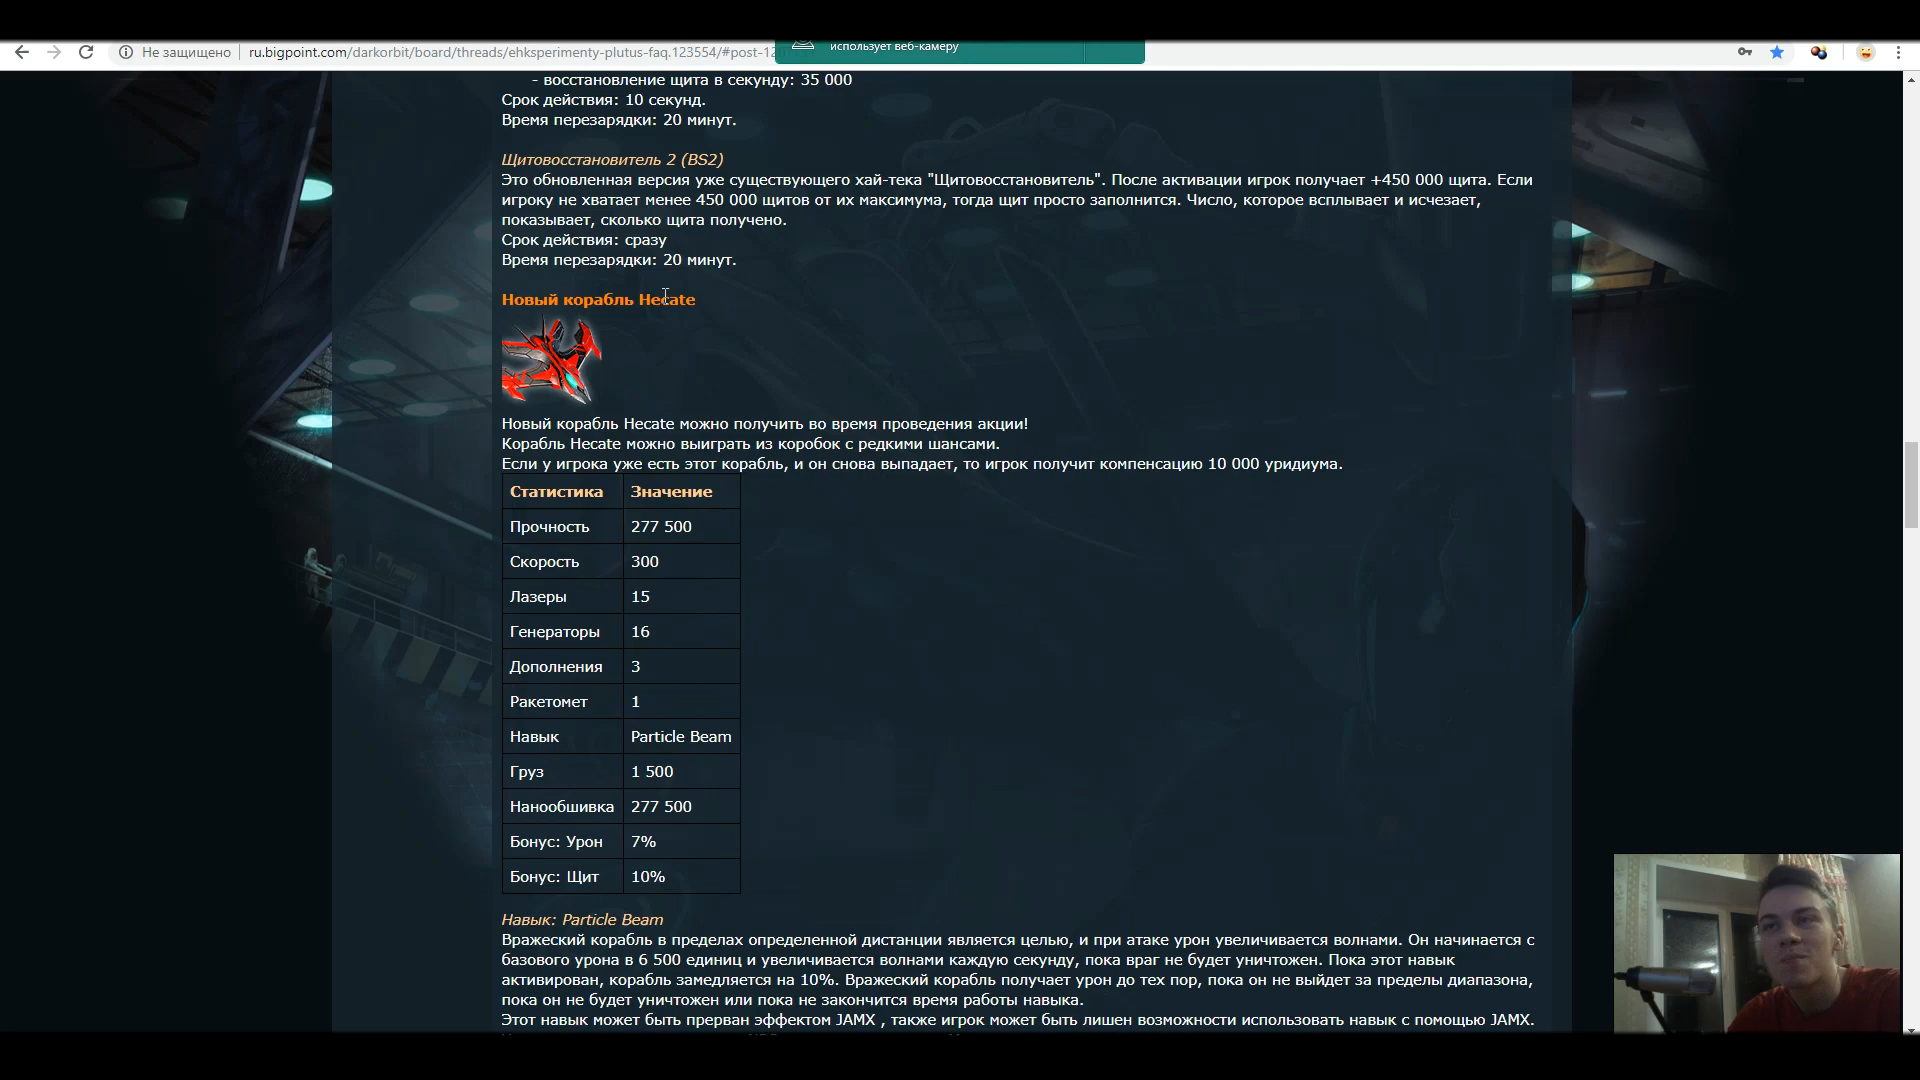 Не защищено
ru.bigpoint.com/darkorbit/board/threads/ehksperimenty-plutus-faq.123554/#post-12
использует веб-камеру
- восстановление щита в секунду: 35 000
Срок действия: 10 секунд.
Время перезарядки: 20 минут.
Щитовосстановитель 2 (BS2)
Это обновленная версия уже существующего хай-тека "Щитовосстановитель". После активации игрок получает +450 000 щита. Если
игроку не хватает менее 450 000 щитов от их максимума, тогда щит просто заполнится. Число, которое всплывает и исчезает,
показывает, сколько щита получено.
Срок действия: сразу
Время перезарядки: 20 минут.
Новый корабль Hecate
Новый корабль Hecate можно получить во время проведения акции!
Корабль Hecate можно выиграть из коробок с редкими шансами.
Если у игрока уже есть этот корабль, и он снова выпадает, то игрок получит компенсацию 10 000 уридиума.
Статистика Значение
Прочность 277 500
Скорость 300
Лазеры 15
Генераторы 16
Дополнения 3
Ракетомет 1
Навык Particle Beam
Груз 1 500
Нанообшивка 277 500
Бонус: Урон 7%
Бонус: Щит 10%
Навык: Particle Beam
Вражеский корабль в пределах определенной дистанции является целью, и при атаке урон увеличивается волнами. Он начинается с
базового урона в 6 500 единиц и увеличивается волнами каждую секунду, пока враг не будет уничтожен. Пока этот навык
активирован, корабль замедляется на 10%. Вражеский корабль получает урон до тех пор, пока он не выйдет за пределы диапазона,
пока он не будет уничтожен или пока не закончится время работы навыка.
Этот навык может быть прерван эффектом JAMX , также игрок может быть лишен возможности использовать навык с помощью JAMX.